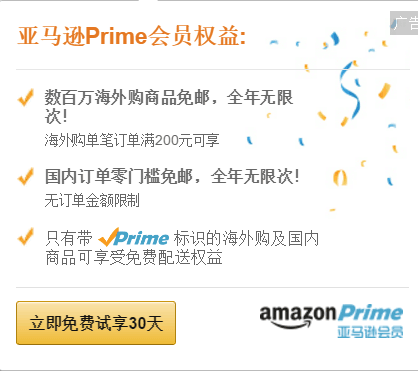 广告
亚马逊Prime会员权益:
数百万海外购商品免邮，全年无限
次!
海外购单笔订单满200元可享
国内订单零门槛免邮，全年无限次!
无订单金额限制
只有带 Prime 标识的海外购及国内
商品可享受免费配送权益
立即免费试享30天
amazonPrime
亚马逊会员